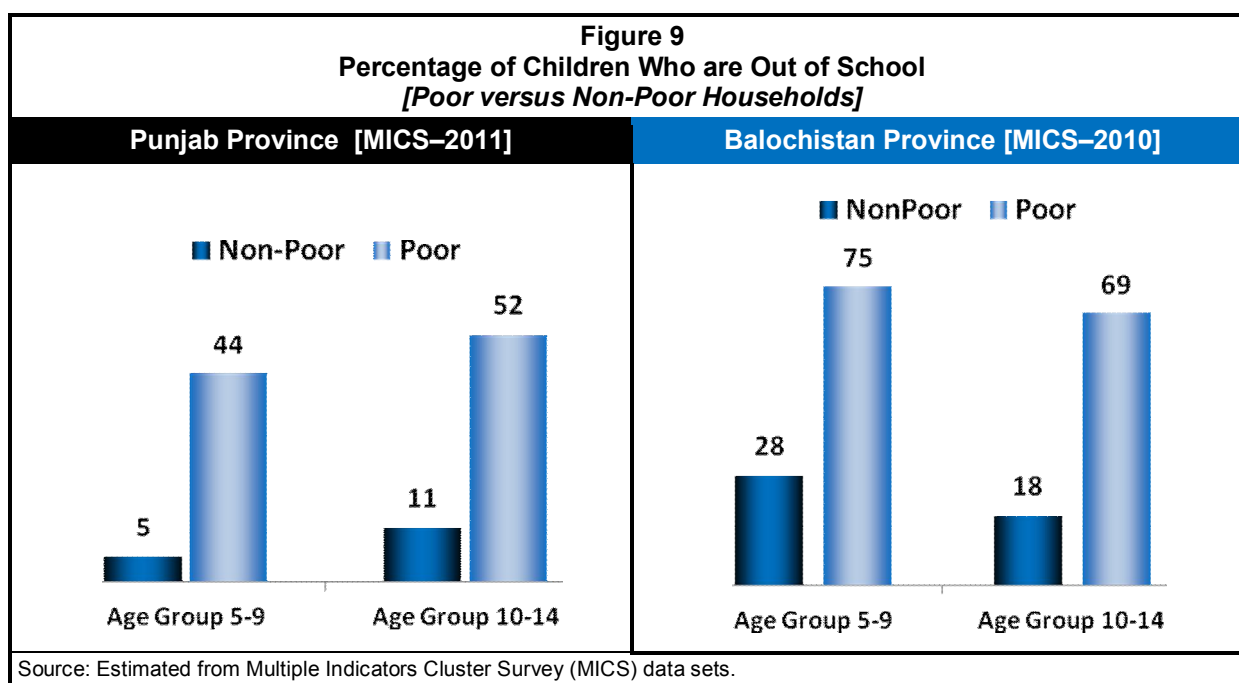 Figure 9
Percentage of Children Who are Out of School
[Poor versus Non-Poor Households]
Punjab Province [MICS–2011]
Non-Poor Poor
44
52
5
11
Age Group 5-9 Age Group 10-14
Balochistan Province [MICS–2010]
NonPoor Poor
75
69
28
18
Age Group 5-9 Age Group 10-14
Source: Estimated from Multiple Indicators Cluster Survey (MICS) data sets.